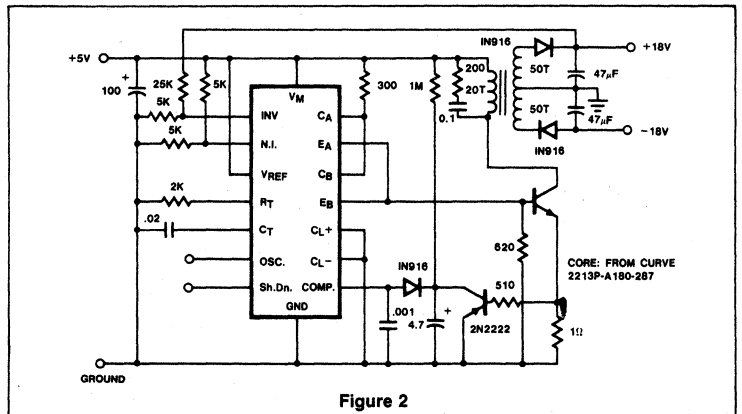 IN916
+5V
+18V
+
100
25K
5K
200
20T
50T
47µF
300
1M
5K
VM
INV
CA
0.1
50T
47µF
5K
N.I.
EA
-18V
IN916
VREF
CB
2K
RT
EB
.02
CT
CL+
620
CORE: FROM CURVE
2213P-A180-287
OSC.
CL-
IN916
510
Sh.Dn.
COMP.
.001
4.7
+
2N2222
1Ω
GND
GROUND
Figure 2